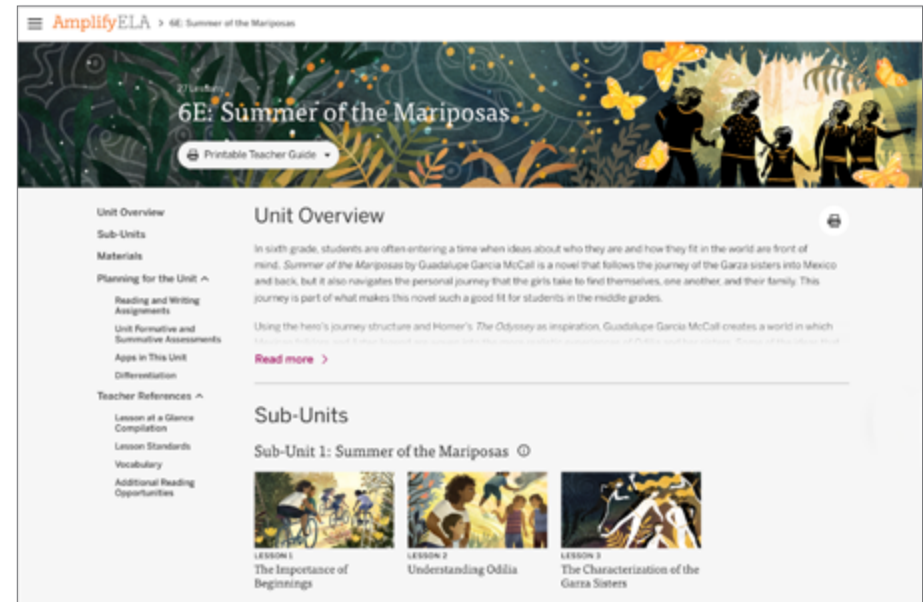 AmplifyELA > 6E: Summer of the Mariposas
27 Lessons
6E: Summer of the Mariposas
Printable Teacher Guide
Unit Overview
Sub-Units
Materials
Planning for the Unit
Reading and Writing
Assignments
Unit Formative and
Summative Assessments
Apps in This Unit
Differentiation
Teacher References
Lesson at a Glance
Compilation
Lesson Standards
Vocabulary
Additional Reading
Opportunities
Unit Overview
In sixth grade, students are often entering a time when ideas about who they are and how they fit in the world are front of
mind. Summer of the Mariposas by Guadalupe Garcia McCall is a novel that follows the journey of the Garza sisters into Mexico
and back, but it also navigates the personal journey that the girls take to find themselves, one another, and their family. This
journey is part of what makes this novel such a good fit for students in the middle grades.
Using the hero's journey structure and Homer's The Odyssey as inspiration, Guadalupe Garcia McCall creates a world in which
Read more >
Sub-Units
Sub-Unit 1: Summer of the Mariposas
LESSON 1
The Importance of
Beginnings
LESSON 2
Understanding Odilia
LESSON 3
The Characterization of the
Garza Sisters